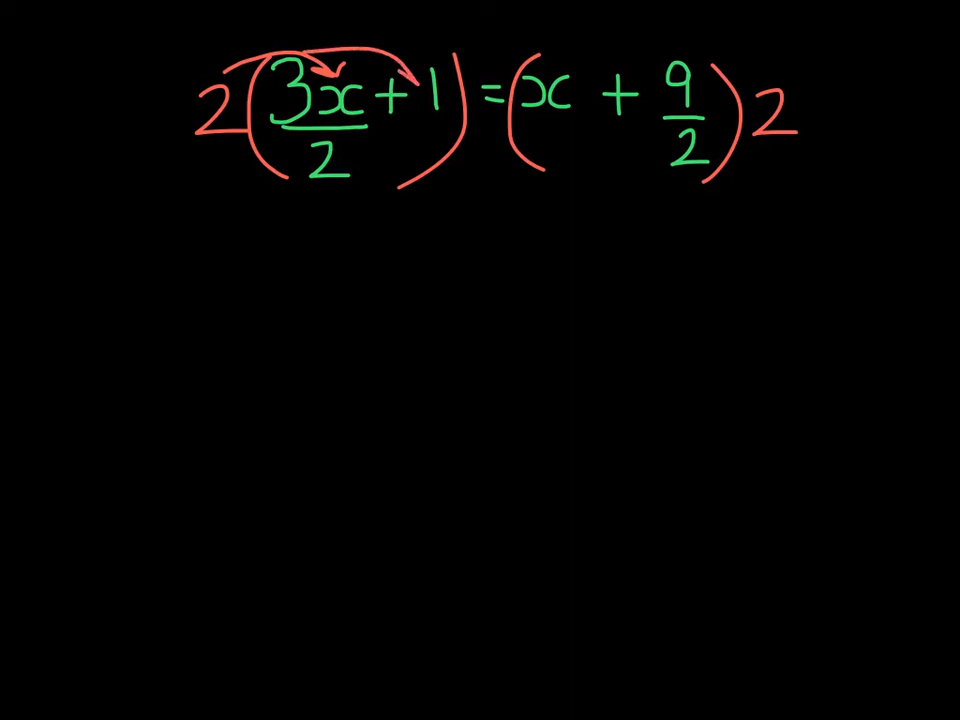 2(3x/2 + 1) = (x + 9/2)2